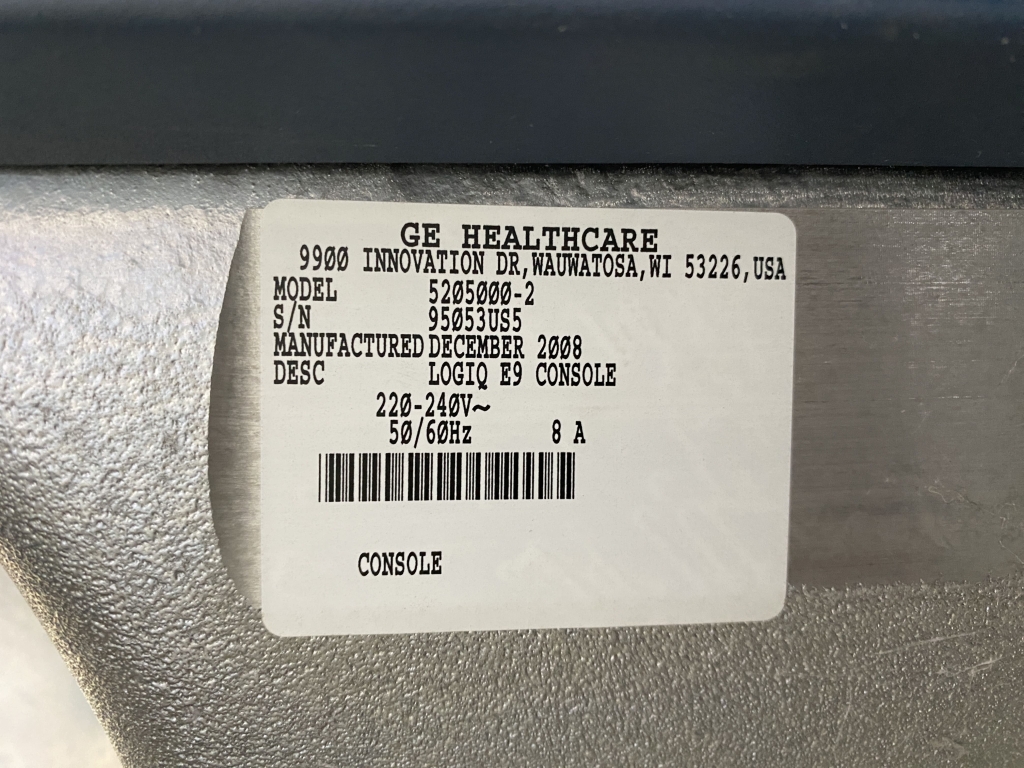 GE HEALTHCARE
9900 INNOVATION DR,WAUWATOSA,WI 53226,USA
MODEL 5205000-2
S/N 95053US5
MANUFACTURED DECEMBER 2008
DESC LOGIQ E9 CONSOLE
220-240V~
50/60Hz 8 A
CONSOLE